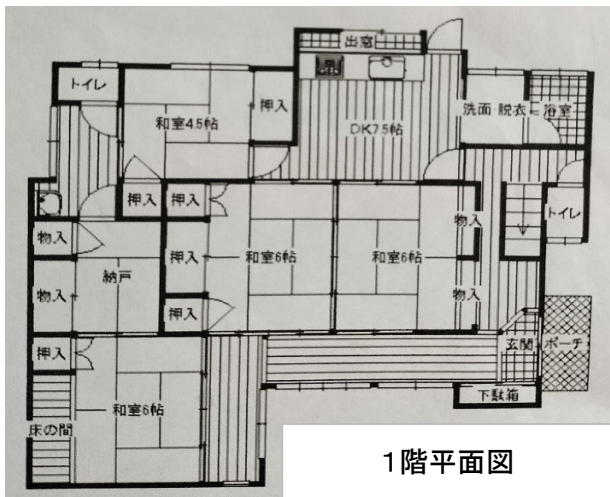 出窓
トイレ
和室4.5帖
押入
DK7.5帖
洗面・脱衣
浴室
押入
押入
物入
トイレ
物入
押入
和室6帖
和室6帖
納戸
物入
物入
押入
玄関
ポーチ
押入
下駄箱
和室6帖
床の間
1階平面図